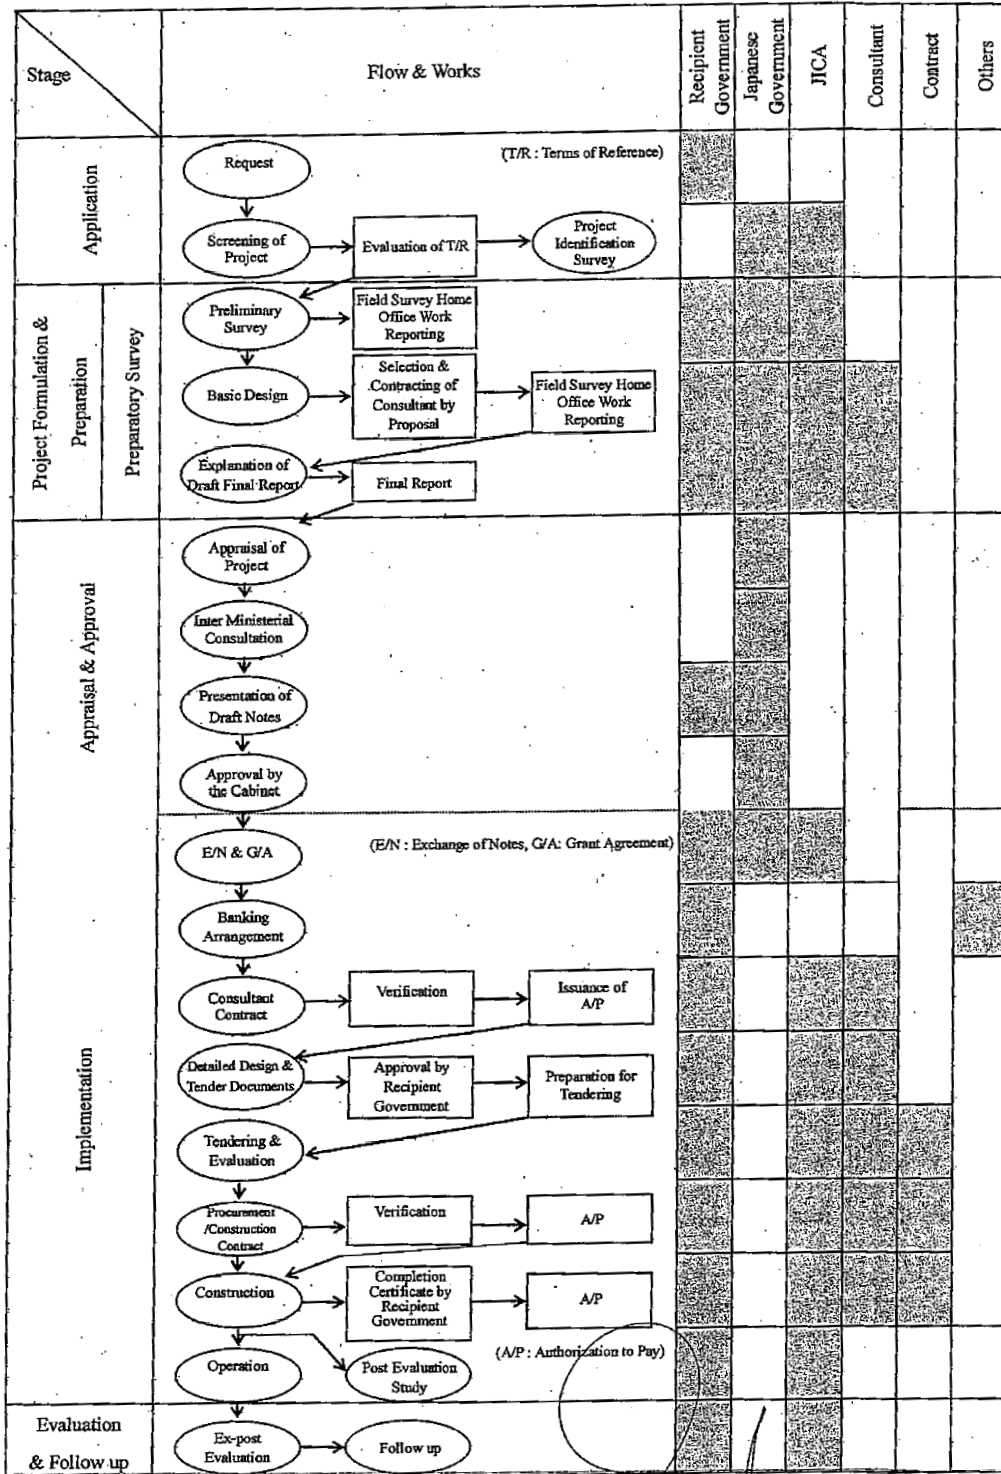 Stage
Flow & Works
Recipient
Government
Japanese
Government
JICA
Consultant
Contract
Others
Application
Request
(T/R : Terms of Reference)
Screening of
Project
Evaluation of T/R
Project
Identification
Survey
Project Formulation &
Preparation
Preparatory Survey
Preliminary
Survey
Field Survey Home
Office Work
Reporting
Basic Design
Selection &
Contracting of
Consultant by
Proposal
Field Survey Home
Office Work
Reporting
Explanation of
Draft Final Report
Final Report
Appraisal & Approval
Appraisal of
Project
Inter Ministerial
Consultation
Presentation of
Draft Notes
Approval by
the Cabinet
Implementation
E/N & G/A
(E/N : Exchange of Notes, G/A: Grant Agreement)
Banking
Arrangement
Consultant
Contract
Verification
Issuance of
A/P
Detailed Design &
Tender Documents
Approval by
Recipient
Government
Preparation for
Tendering
Tendering &
Evaluation
Procurement
/Construction
Contract
Verification
A/P
Construction
Completion
Certificate by
Recipient
Government
A/P
Operation
Post Evaluation
Study
(A/P : Authorization to Pay)
Evaluation
& Follow up
Ex-post
Evaluation
Follow up